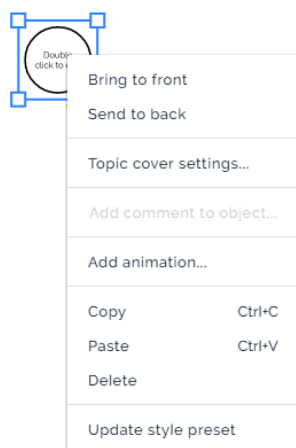 Double
click to
Bring to front
Send to back
Topic cover settings...
Add comment to object...
Add animation...
Copy Ctrl+C
Paste Ctrl+V
Delete
Update style preset